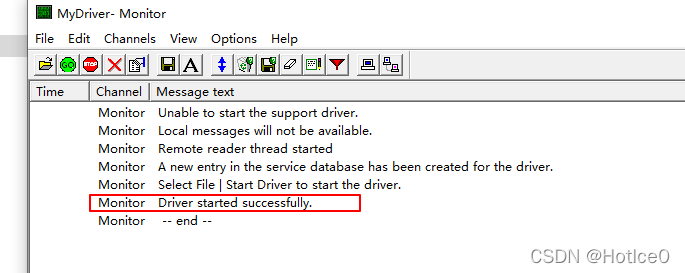 MyDriver- Monitor
File Edit Channels View Options Help
GO STOP A
Time Channel Message text
Monitor Unable to start the support driver.
Monitor Local messages will not be available.
Monitor Remote reader thread started
Monitor A new entry in the service database has been created for the driver.
Monitor Select File | Start Driver to start the driver.
Monitor Driver started successfully.
Monitor -- end --
CSDN @HotIce0